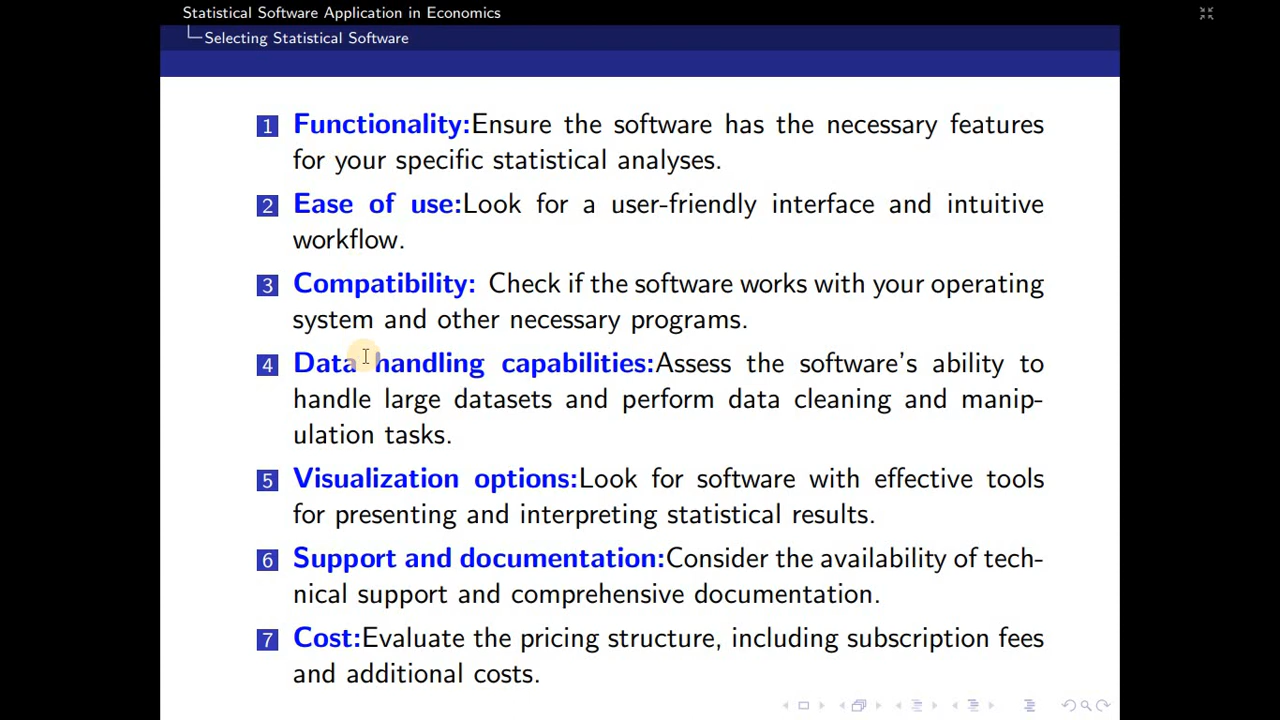 Statistical Software Application in Economics
Selecting Statistical Software
1 Functionality:Ensure the software has the necessary features
for your specific statistical analyses.
2 Ease of use:Look for a user-friendly interface and intuitive
workflow.
3 Compatibility: Check if the software works with your operating
system and other necessary programs.
4 Data handling capabilities:Assess the software's ability to
handle large datasets and perform data cleaning and manip-
ulation tasks.
5 Visualization options:Look for software with effective tools
for presenting and interpreting statistical results.
6 Support and documentation:Consider the availability of tech-
nical support and comprehensive documentation.
7 Cost:Evaluate the pricing structure, including subscription fees
and additional costs.